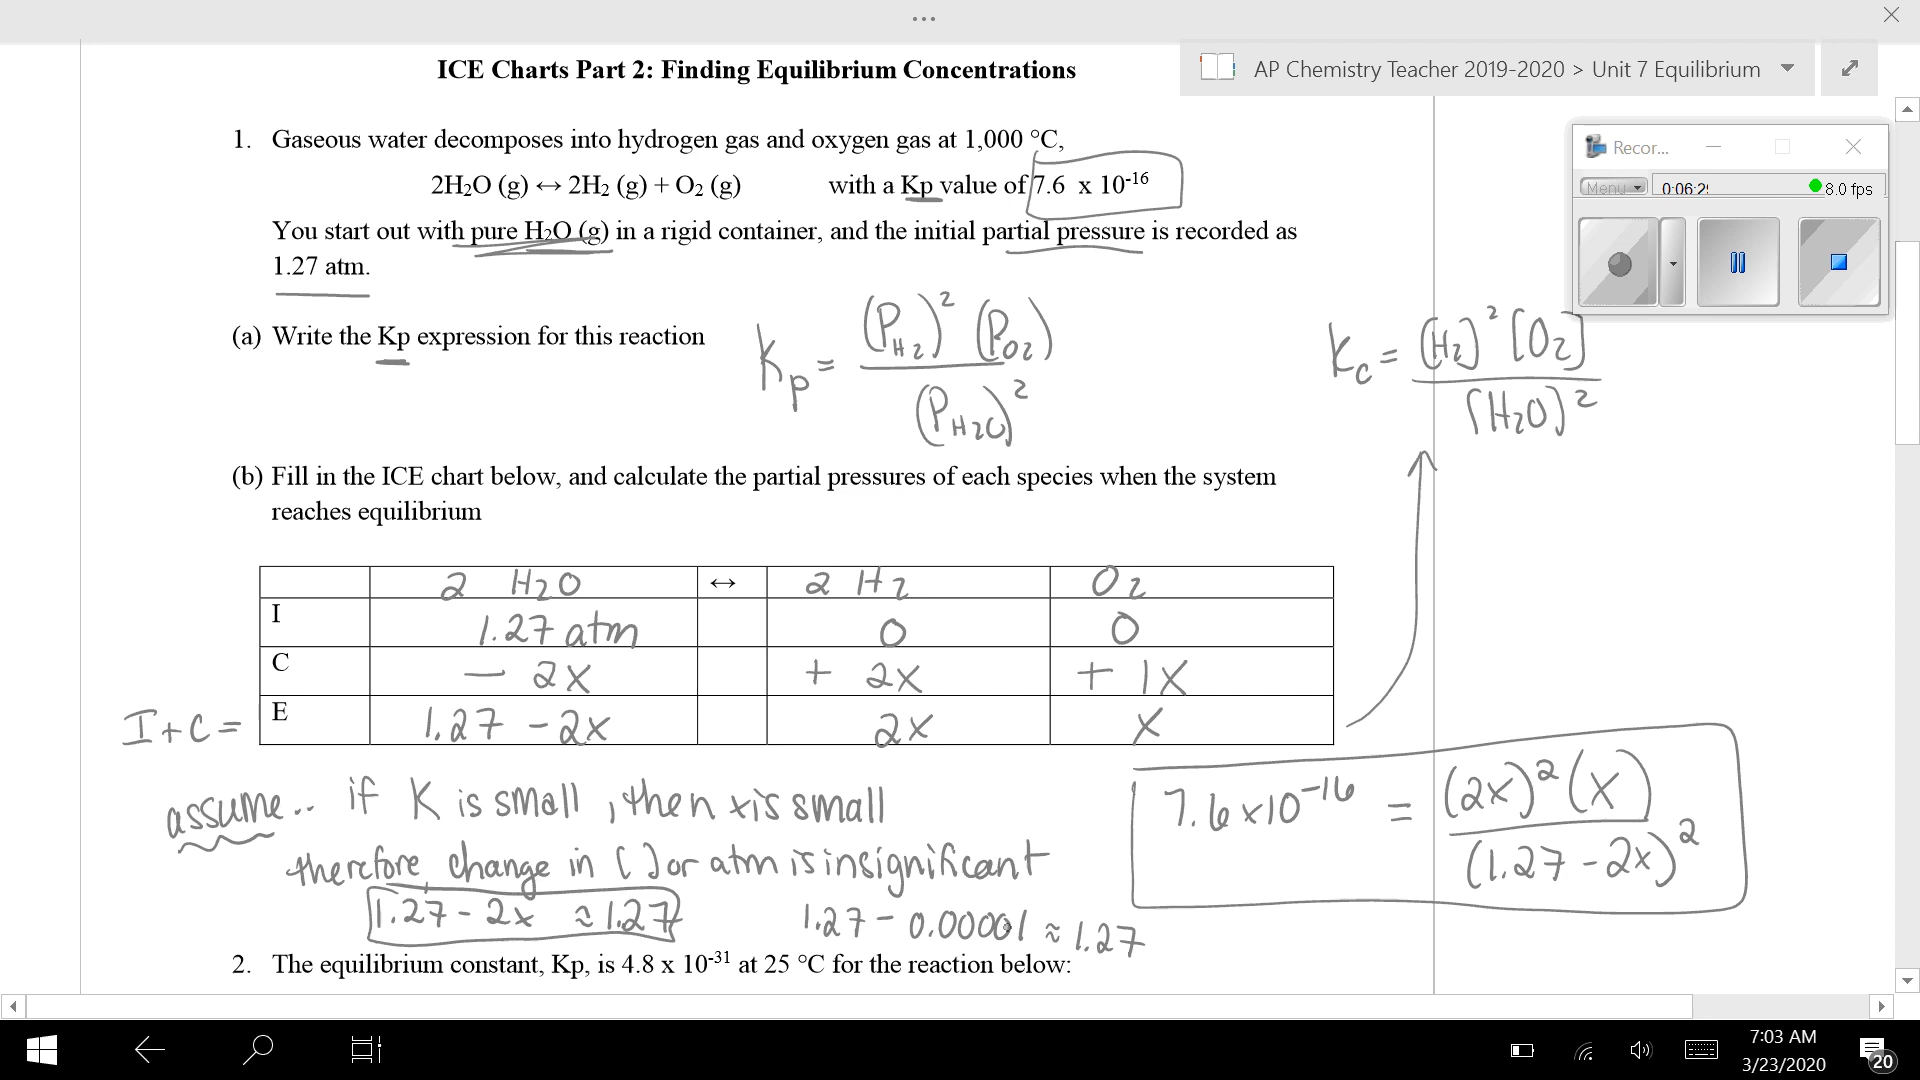 ICE Charts Part 2: Finding Equilibrium Concentrations
AP Chemistry Teacher 2019-2020 > Unit 7 Equilibrium
Recor...
Menu
0:06:2
8.0 fps
1. Gaseous water decomposes into hydrogen gas and oxygen gas at 1,000 °C,
2H₂O (g) ↔ 2H₂ (g) + O₂ (g) with a Kp value of 7.6 x 10⁻¹⁶
You start out with pure H₂O (g) in a rigid container, and the initial partial pressure is recorded as
1.27 atm.
(a) Write the Kp expression for this reaction
Kp = (P_H₂)² (P_O₂) / (P_H₂O)²
Kc = [H₂]² [O₂] / [H₂O]²
(b) Fill in the ICE chart below, and calculate the partial pressures of each species when the system
reaches equilibrium
2 H₂O ↔ 2 H₂ O₂
I 1.27 atm 0 0
C - 2x + 2x + 1x
I + C = E 1.27 - 2x 2x x
assume.. if K is small, then x is small
therefore, change in [ ] or atm is insignificant
1.27 - 2x ≈ 1.27
1.27 - 0.00001 ≈ 1.27
7.6 x 10⁻¹⁶ = (2x)² (x) / (1.27 - 2x)²
2. The equilibrium constant, Kp, is 4.8 x 10⁻³¹ at 25 °C for the reaction below:
7:03 AM
3/23/2020
20